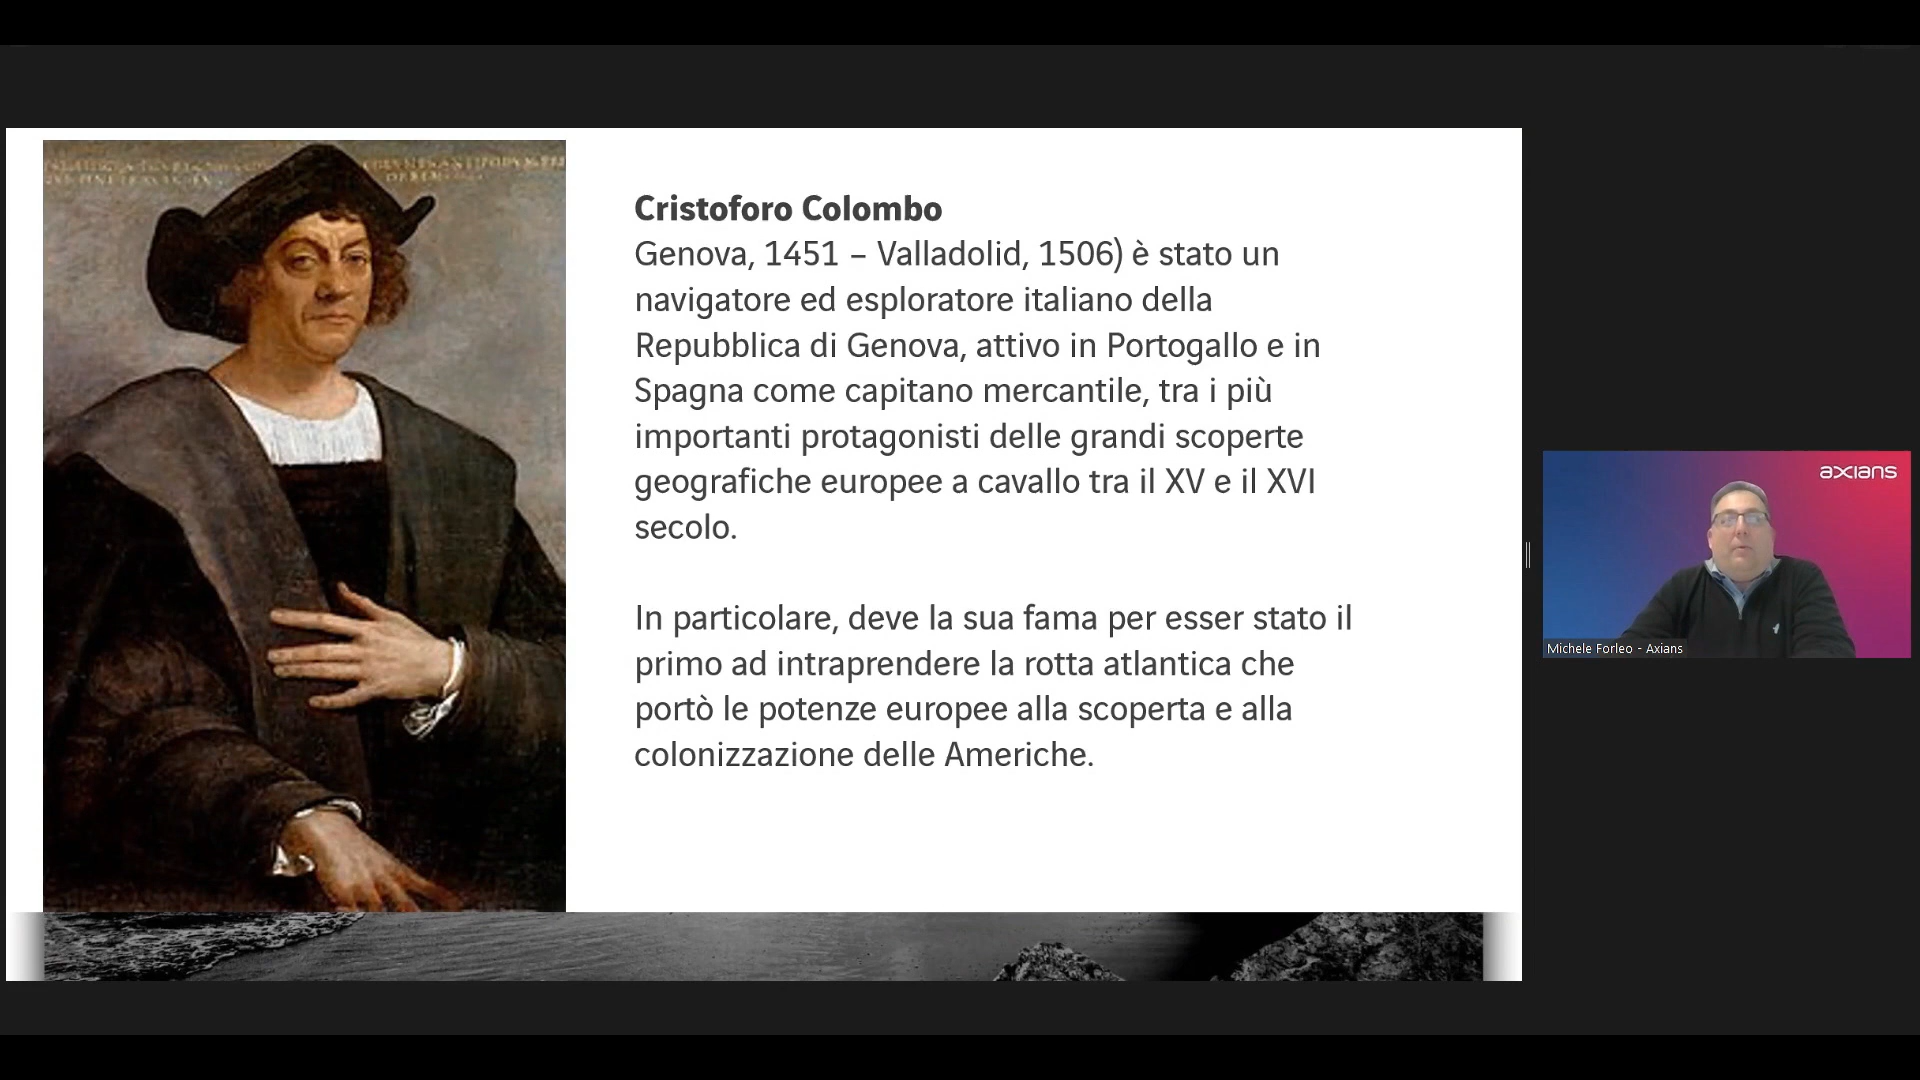 Cristoforo Colombo
Genova, 1451 – Valladolid, 1506) è stato un
navigatore ed esploratore italiano della
Repubblica di Genova, attivo in Portogallo e in
Spagna come capitano mercantile, tra i più
importanti protagonisti delle grandi scoperte
geografiche europee a cavallo tra il XV e il XVI
secolo.
In particolare, deve la sua fama per esser stato il
primo ad intraprendere la rotta atlantica che
portò le potenze europee alla scoperta e alla
colonizzazione delle Americhe.
axians
Michele Forleo - Axians